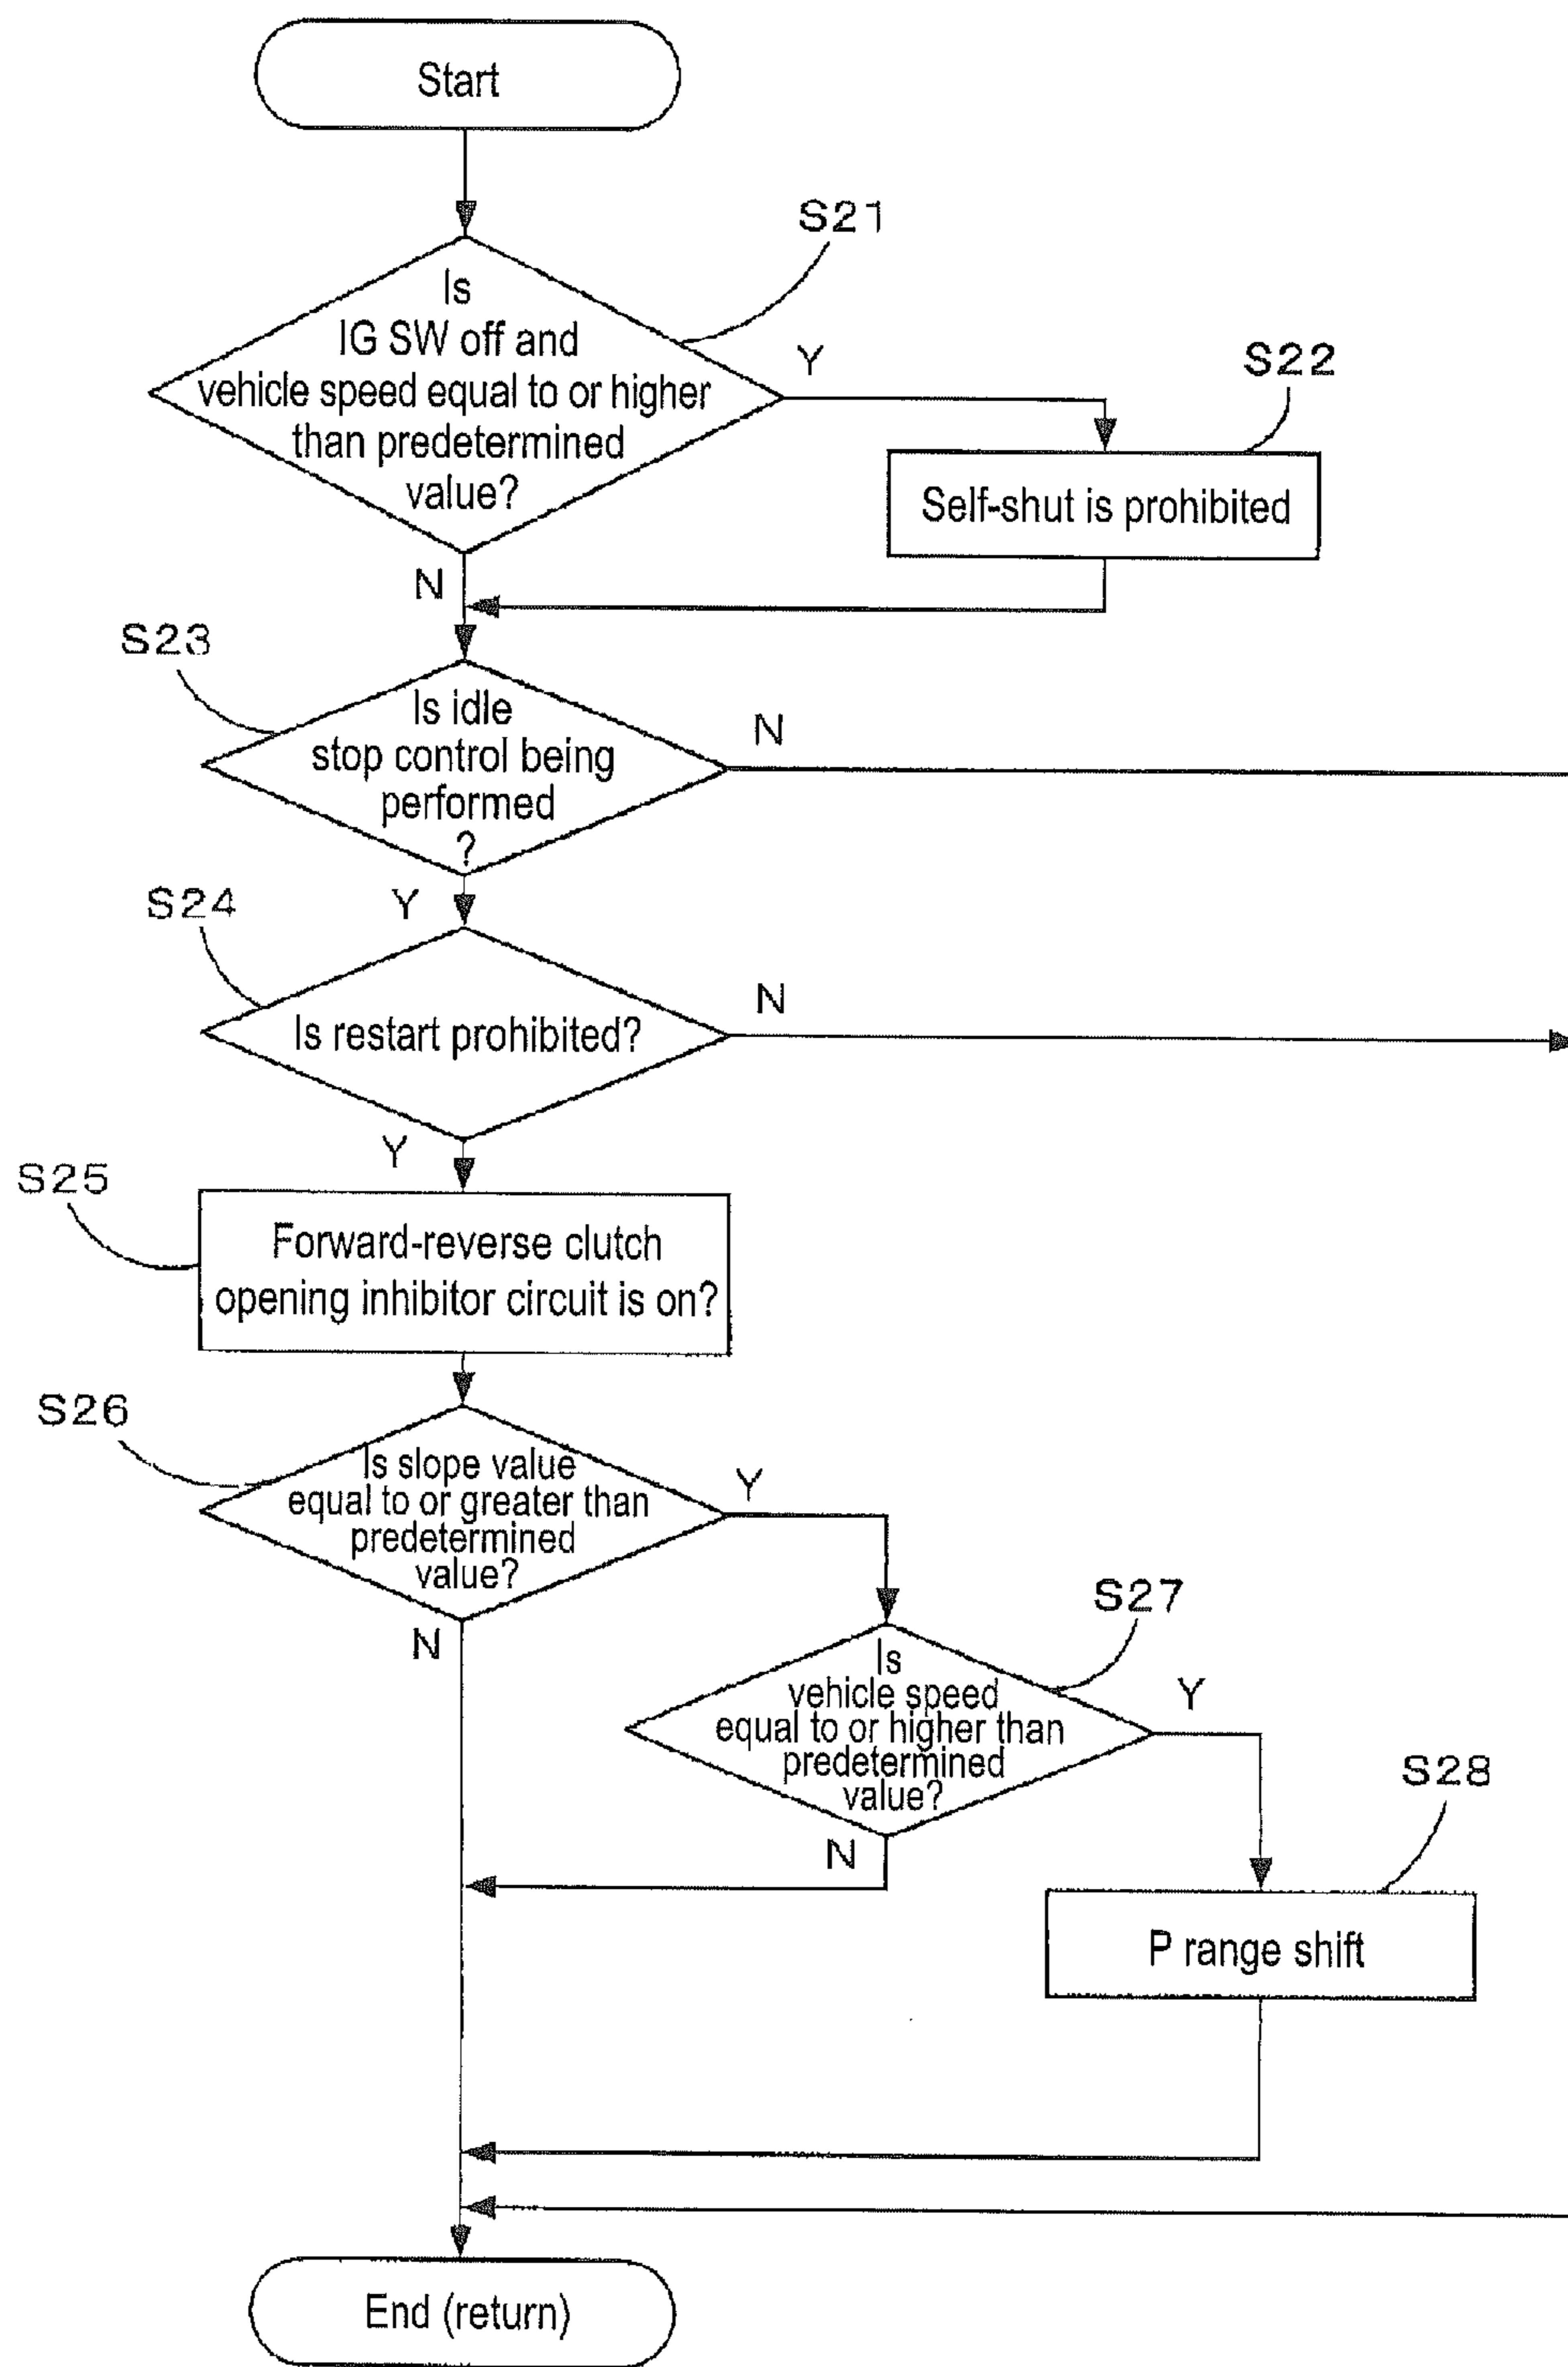 Start
S21
Is
IG SW off and
vehicle speed equal to or higher
than predetermined
value?
Y
S22
Self-shut is prohibited
N
S23
Is idle
stop control being
performed
?
N
Y
S24
Is restart prohibited?
N
Y
S25
Forward-reverse clutch
opening inhibitor circuit is on?
S26
Is slope value
equal to or greater than
predetermined
value?
Y
N
S27
Is
vehicle speed
equal to or higher than
predetermined
value?
Y
N
S28
P range shift
End (return)